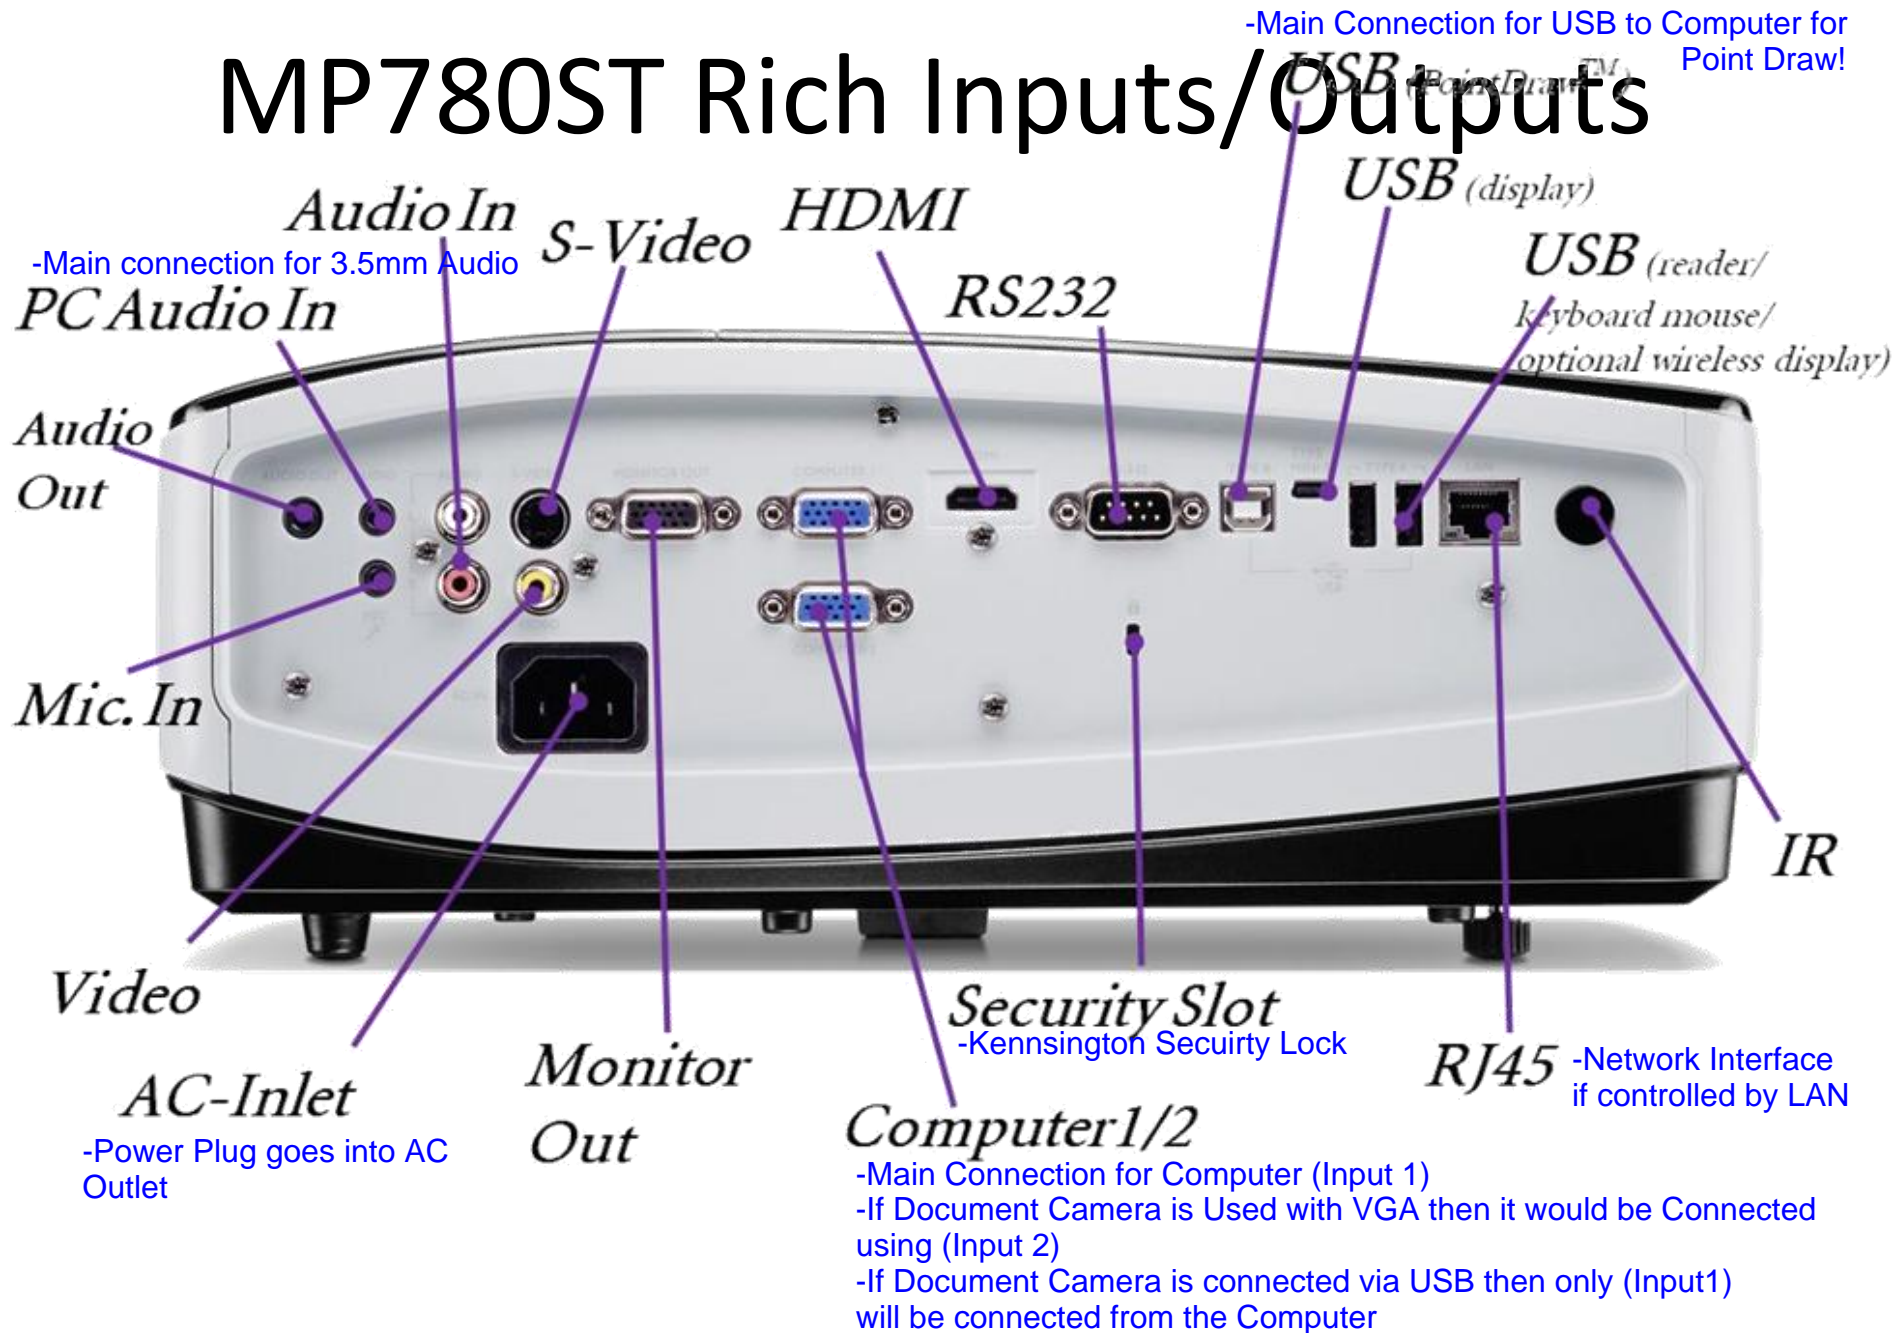 -Main Connection for USB to Computer for
Point Draw!
MP780ST Rich Inputs/Outputs
USB (PointDraw™)
USB (display)
Audio In
S-Video
HDMI
-Main connection for 3.5mm Audio
USB (reader/
keyboard mouse/
optional wireless display)
PC Audio In
RS232
Audio
Out
AUDIO OUT
MONITOR OUT
Mic. In
IR
Video
Security Slot
-Kennsington Secuirty Lock
Monitor
Out
RJ45
-Network Interface
if controlled by LAN
AC-Inlet
-Power Plug goes into AC
Outlet
Computer1/2
-Main Connection for Computer (Input 1)
-If Document Camera is Used with VGA then it would be Connected
using (Input 2)
-If Document Camera is connected via USB then only (Input1)
will be connected from the Computer